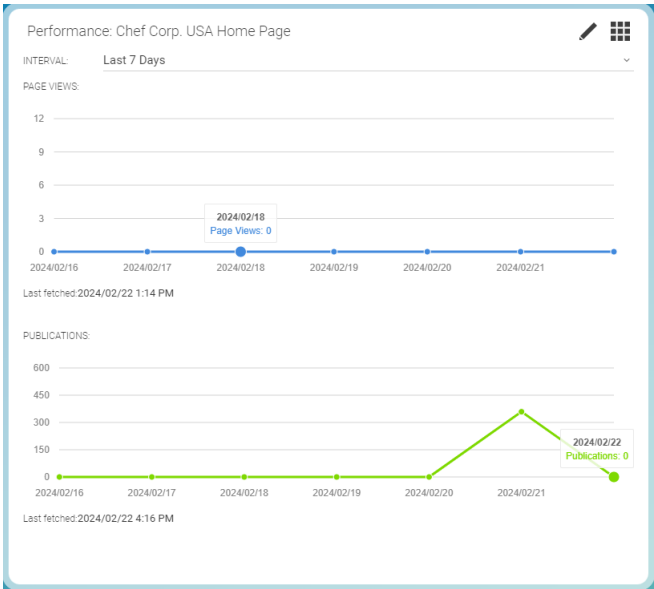 Performance: Chef Corp. USA Home Page
INTERVAL: Last 7 Days
PAGE VIEWS:
12
9
6
3
0
2024/02/18
Page Views: 0
2024/02/16 2024/02/17 2024/02/18 2024/02/19 2024/02/20 2024/02/21
Last fetched:2024/02/22 1:14 PM
PUBLICATIONS:
600
450
300
150
0
2024/02/22
Publications: 0
2024/02/16 2024/02/17 2024/02/18 2024/02/19 2024/02/20 2024/02/21
Last fetched:2024/02/22 4:16 PM